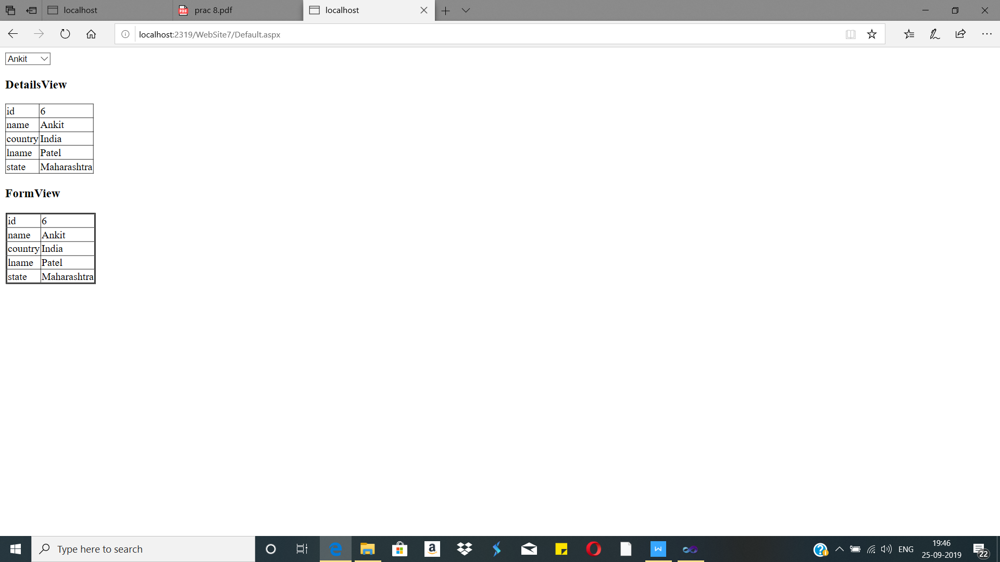 localhost prac 8.pdf localhost
localhost:2319/WebSite7/Default.aspx
Ankit
DetailsView
id 6
name Ankit
country India
lname Patel
state Maharashtra
FormView
id 6
name Ankit
country India
lname Patel
state Maharashtra
Type here to search
ENG
19:46
25-09-2019
22